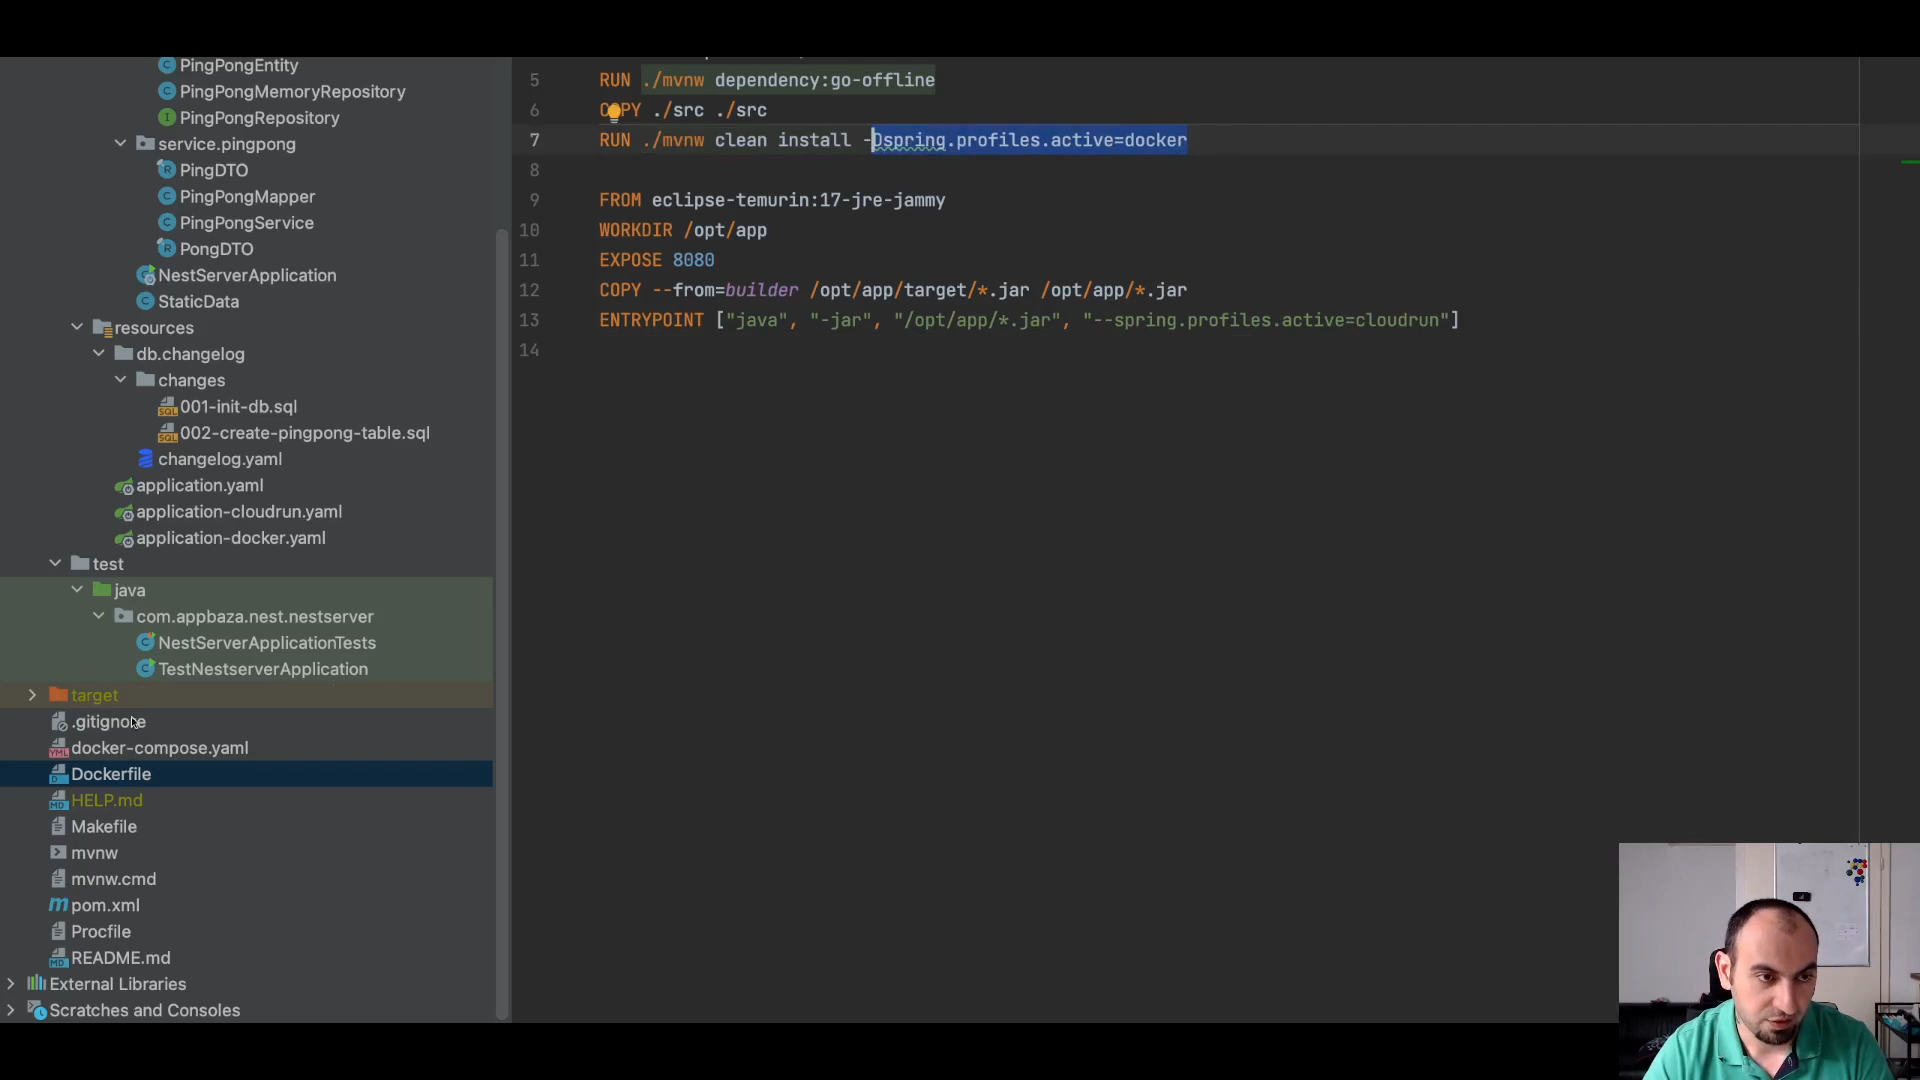 PingPongEntity
PingPongMemoryRepository
PingPongRepository
service.pingpong
PingDTO
PingPongMapper
PingPongService
PongDTO
NestServerApplication
StaticData
resources
db.changelog
changes
001-init-db.sql
002-create-pingpong-table.sql
changelog.yaml
application.yaml
application-cloudrun.yaml
application-docker.yaml
test
java
com.appbaza.nest.nestserver
NestServerApplicationTests
TestNestserverApplication
target
.gitignore
docker-compose.yaml
Dockerfile
HELP.md
Makefile
mvnw
mvnw.cmd
pom.xml
Procfile
README.md
External Libraries
Scratches and Consoles
5 RUN ./mvnw dependency:go-offline
6 COPY ./src ./src
7 RUN ./mvnw clean install -Dspring.profiles.active=docker
8
9 FROM eclipse-temurin:17-jre-jammy
10 WORKDIR /opt/app
11 EXPOSE 8080
12 COPY --from=builder /opt/app/target/*.jar /opt/app/*.jar
13 ENTRYPOINT ["java", "-jar", "/opt/app/*.jar", "--spring.profiles.active=cloudrun"]
14